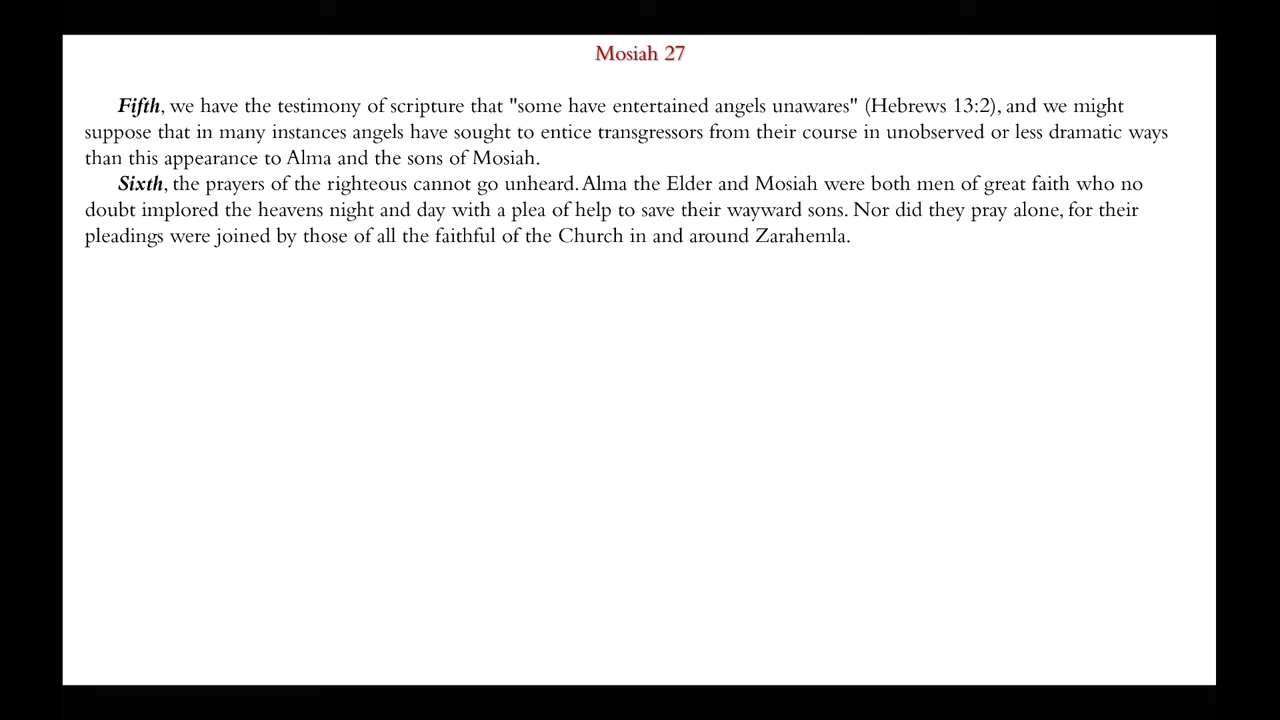 Mosiah 27
Fifth, we have the testimony of scripture that "some have entertained angels unawares" (Hebrews 13:2), and we might
suppose that in many instances angels have sought to entice transgressors from their course in unobserved or less dramatic ways
than this appearance to Alma and the sons of Mosiah.
Sixth, the prayers of the righteous cannot go unheard. Alma the Elder and Mosiah were both men of great faith who no
doubt implored the heavens night and day with a plea of help to save their wayward sons. Nor did they pray alone, for their
pleadings were joined by those of all the faithful of the Church in and around Zarahemla.